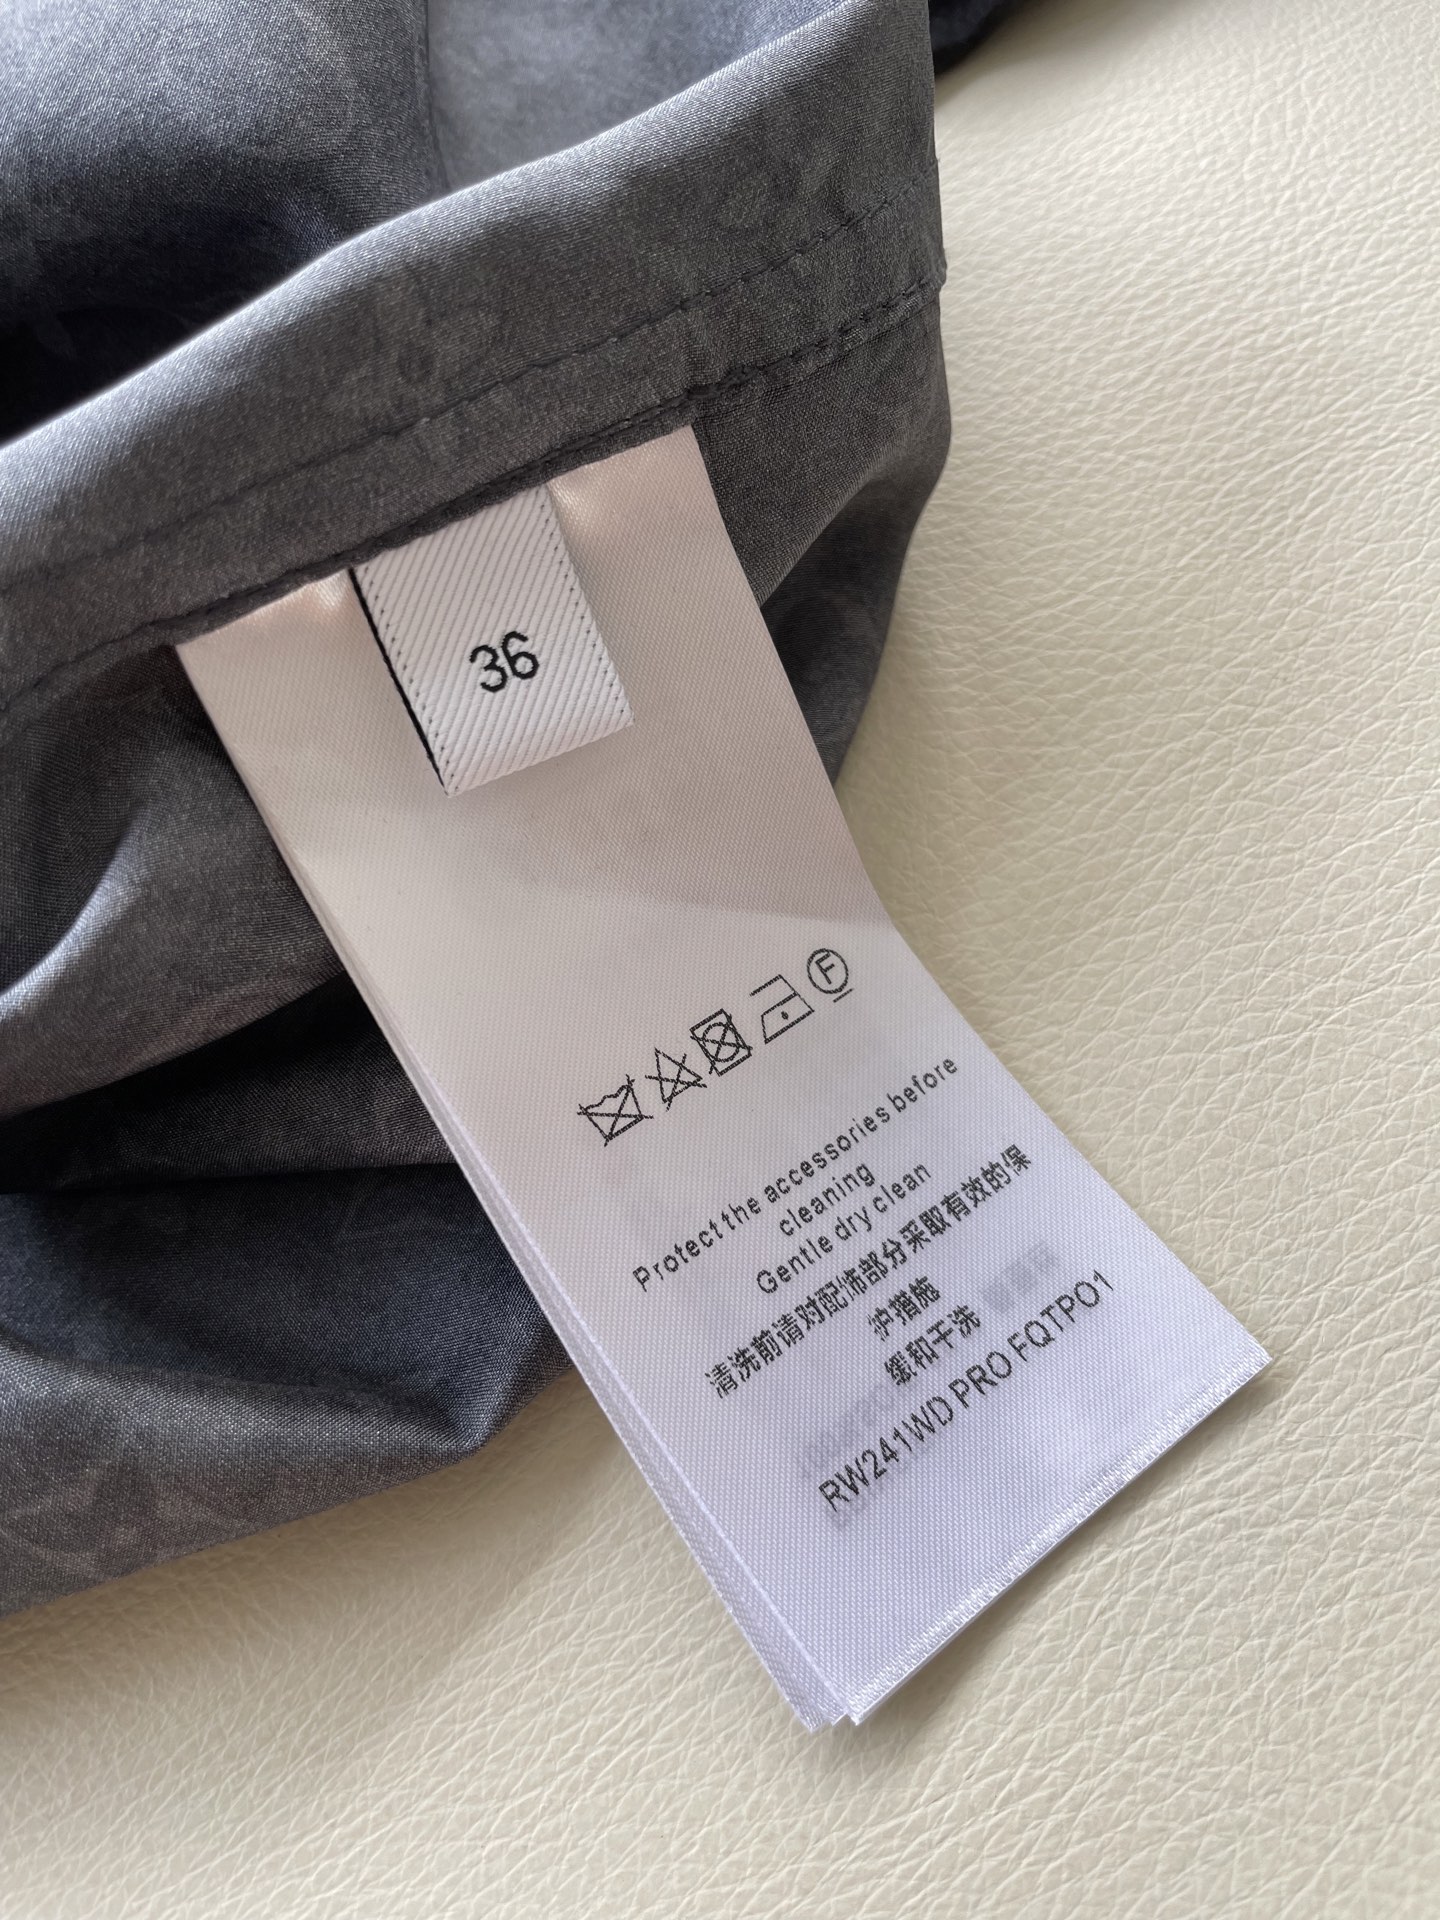 36
F
Protect the accessories before
cleaning
Gentle dry clean
清洗前请对配饰部分采取有效的保
护措施
缓和干洗
RW241WD PRO FQTPO1